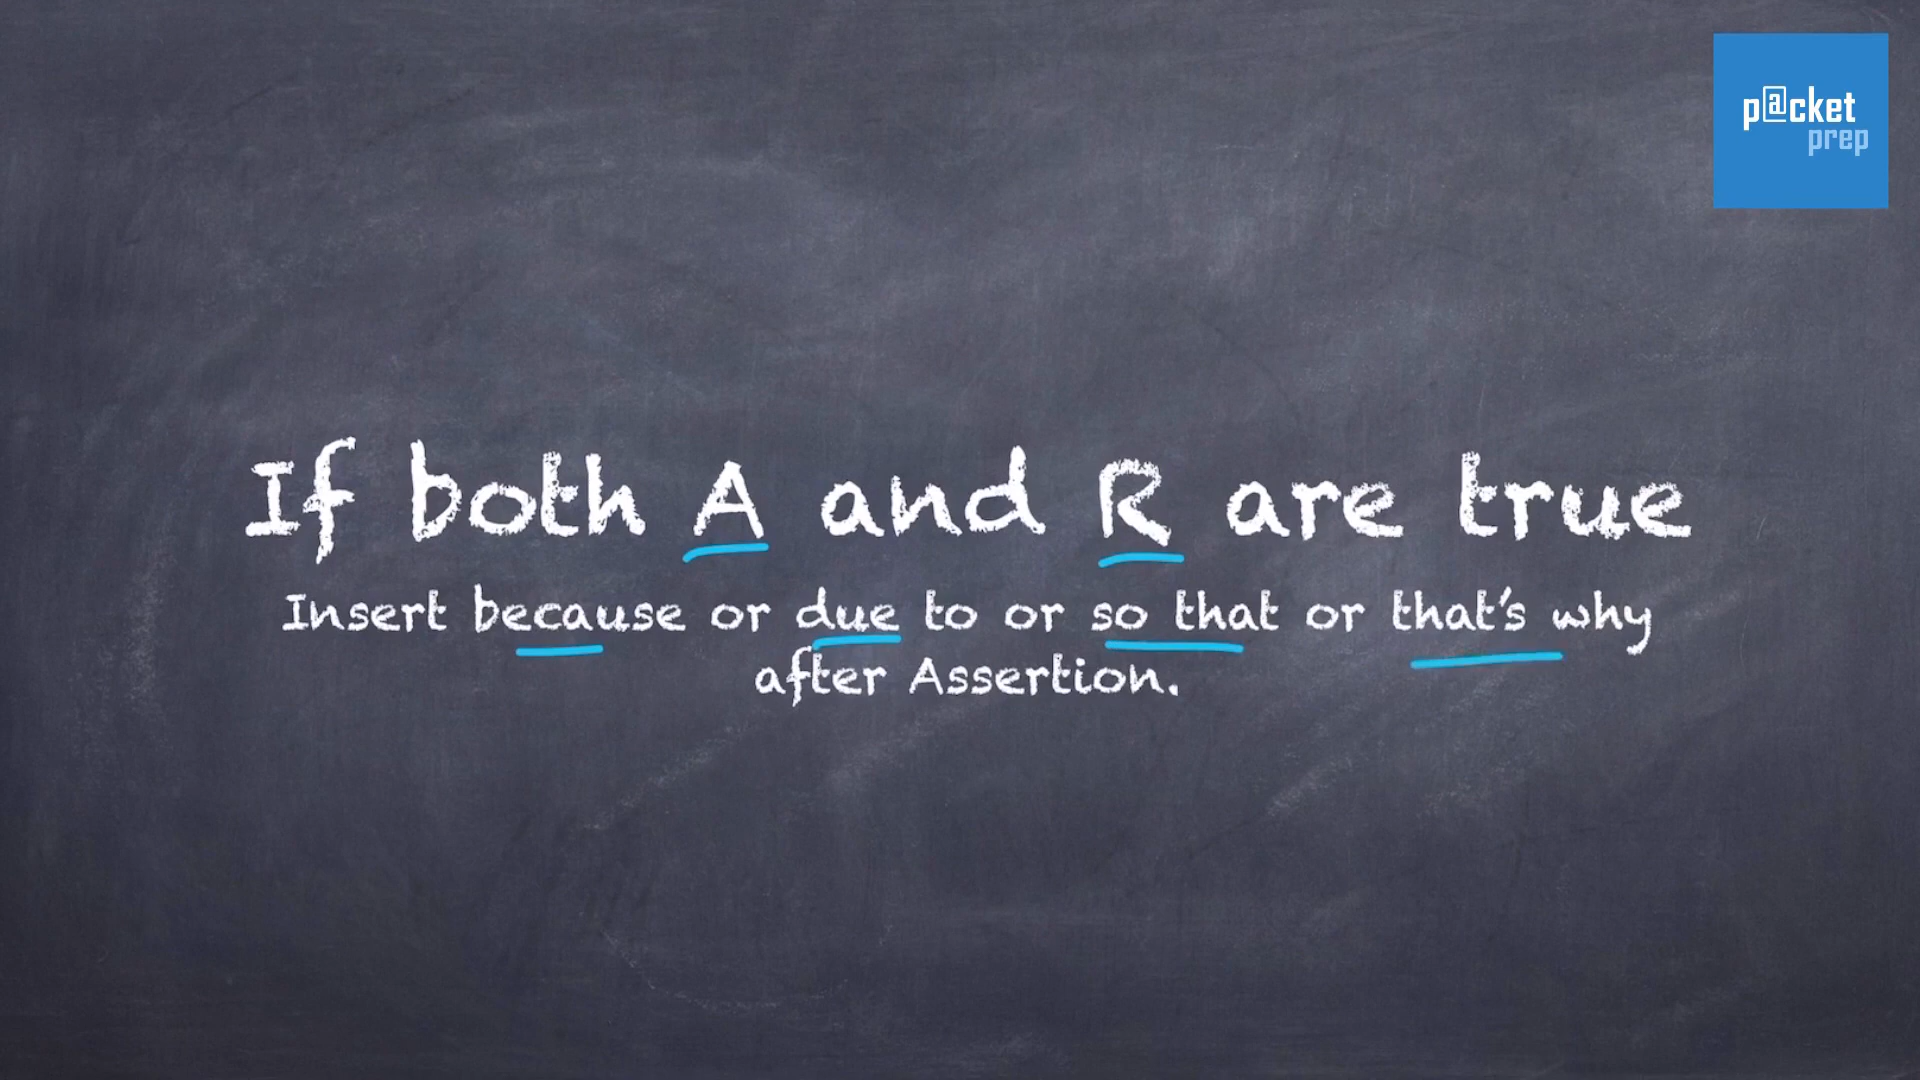 p@cket
prep
If both A and R are true
Insert because or due to or so that or that's why
after Assertion.